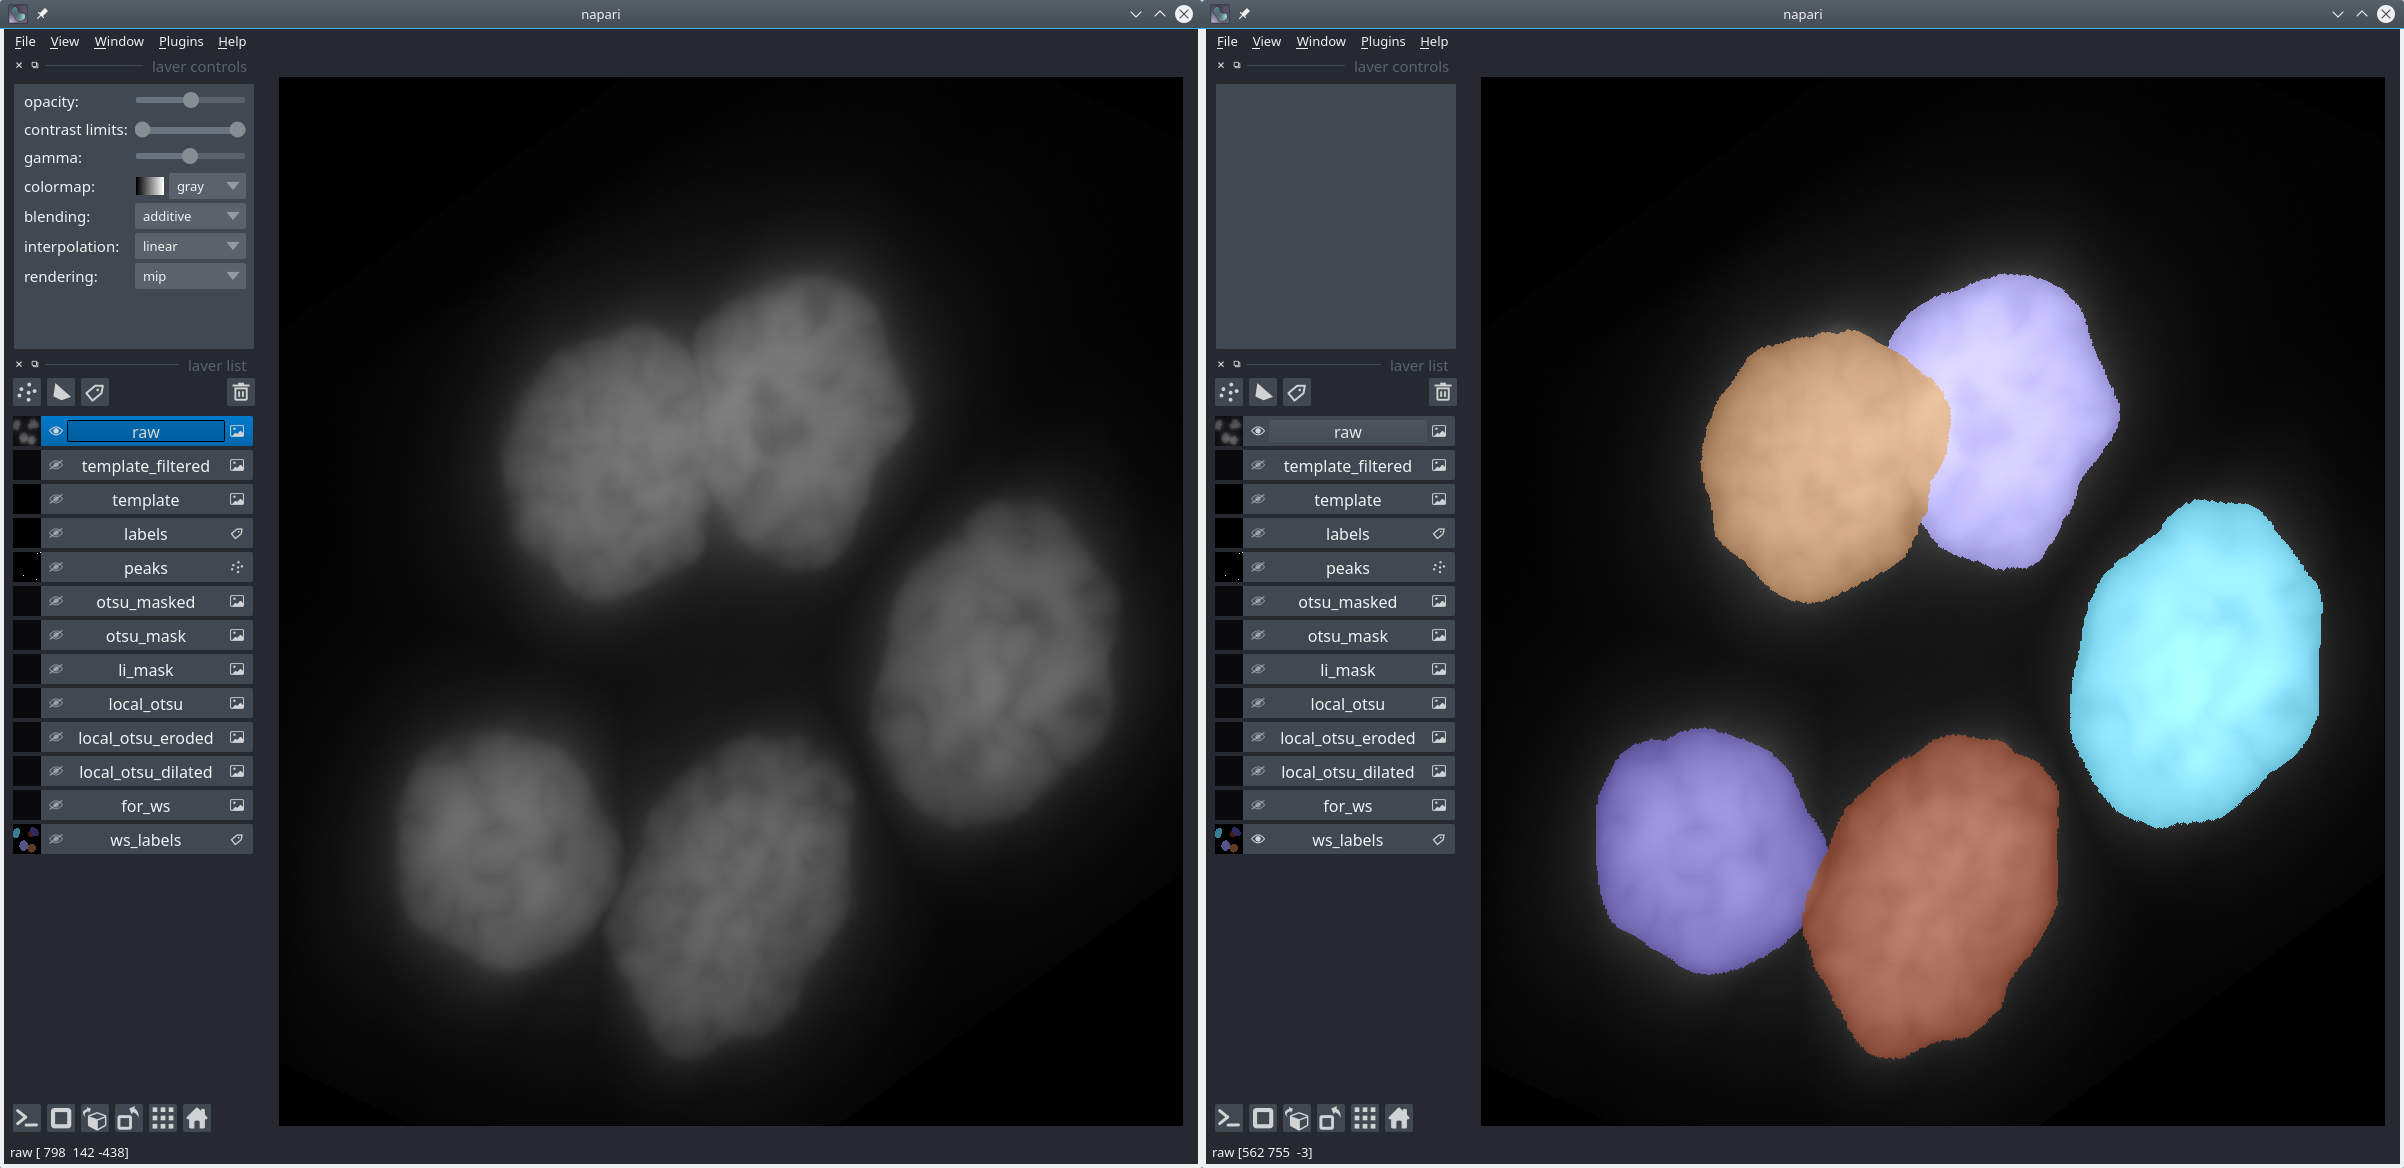 napari
File View Window Plugins Help
layer controls
opacity:
contrast limits:
gamma:
colormap: gray
blending: additive
interpolation: linear
rendering: mip
layer list
raw
template_filtered
template
labels
peaks
otsu_masked
otsu_mask
li_mask
local_otsu
local_otsu_eroded
local_otsu_dilated
for_ws
ws_labels
raw [ 798 142 -438]
napari
File View Window Plugins Help
layer controls
layer list
raw
template_filtered
template
labels
peaks
otsu_masked
otsu_mask
li_mask
local_otsu
local_otsu_eroded
local_otsu_dilated
for_ws
ws_labels
raw [562 755 -3]